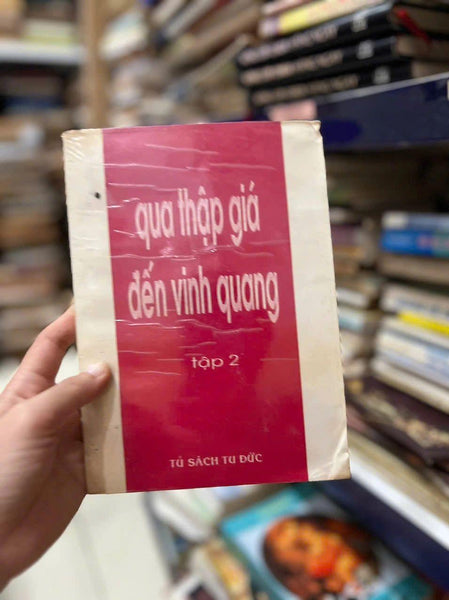 qua thập giá
đến vinh quang
tập 2
TỦ SÁCH TU ĐỨC